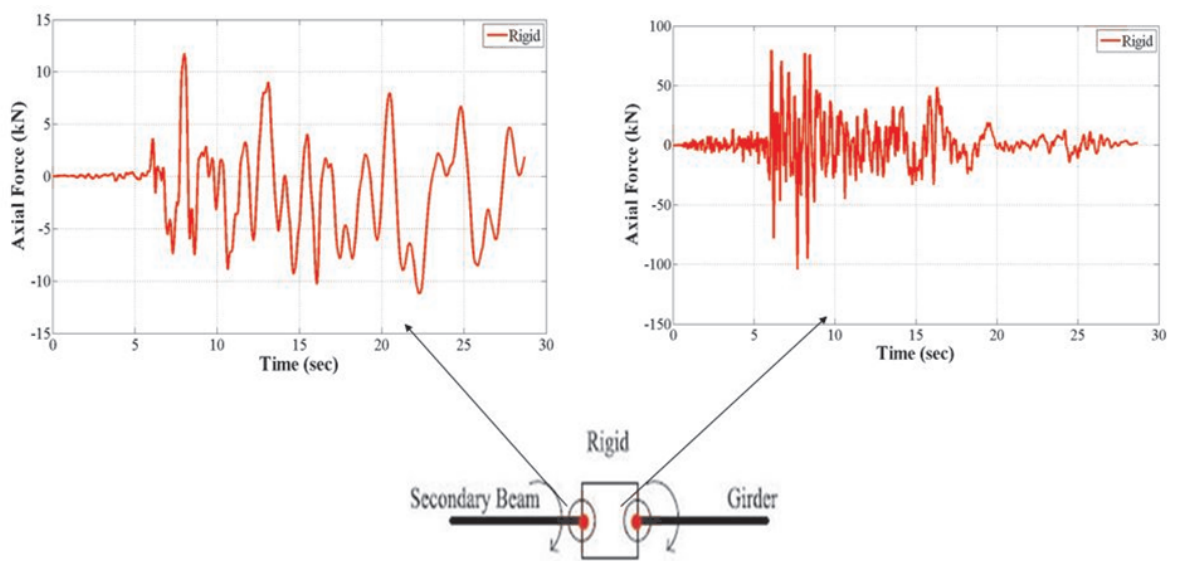 15
10
5
0
-5
-10
-15
Axial Force (kN)
Rigid
0 5 10 15 20 25 30
Time (sec)
100
50
0
-50
-100
-150
Axial Force (kN)
Rigid
0 5 10 15 20 25 30
Time (sec)
Rigid
Secondary Beam
Girder